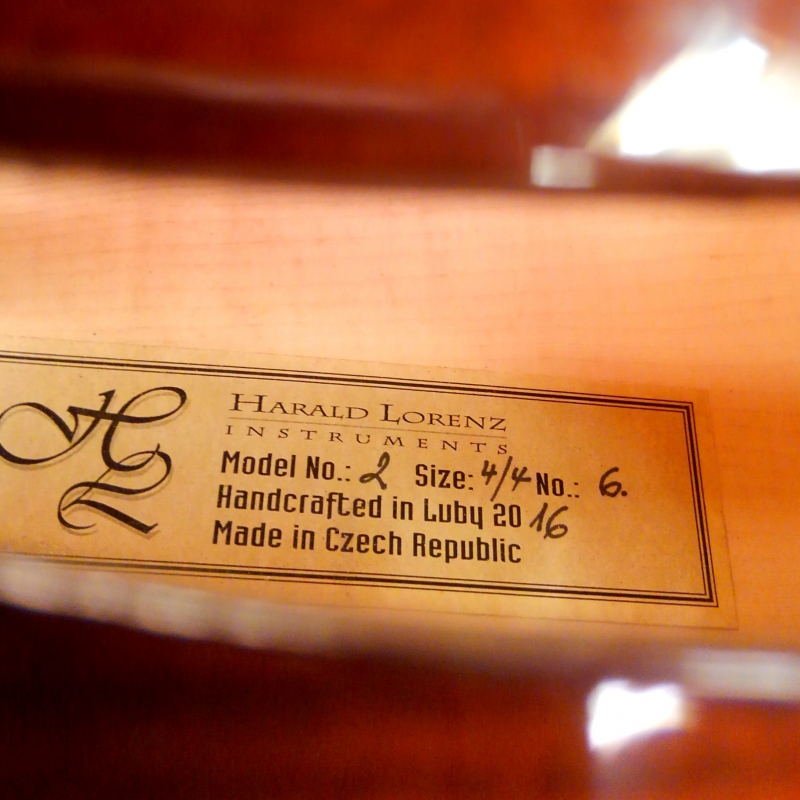 HL
HARALD LORENZ
INSTRUMENTS
Model No.: 2 Size: 4/4 No.: 6.
Handcrafted in Luby 2016
Made in Czech Republic